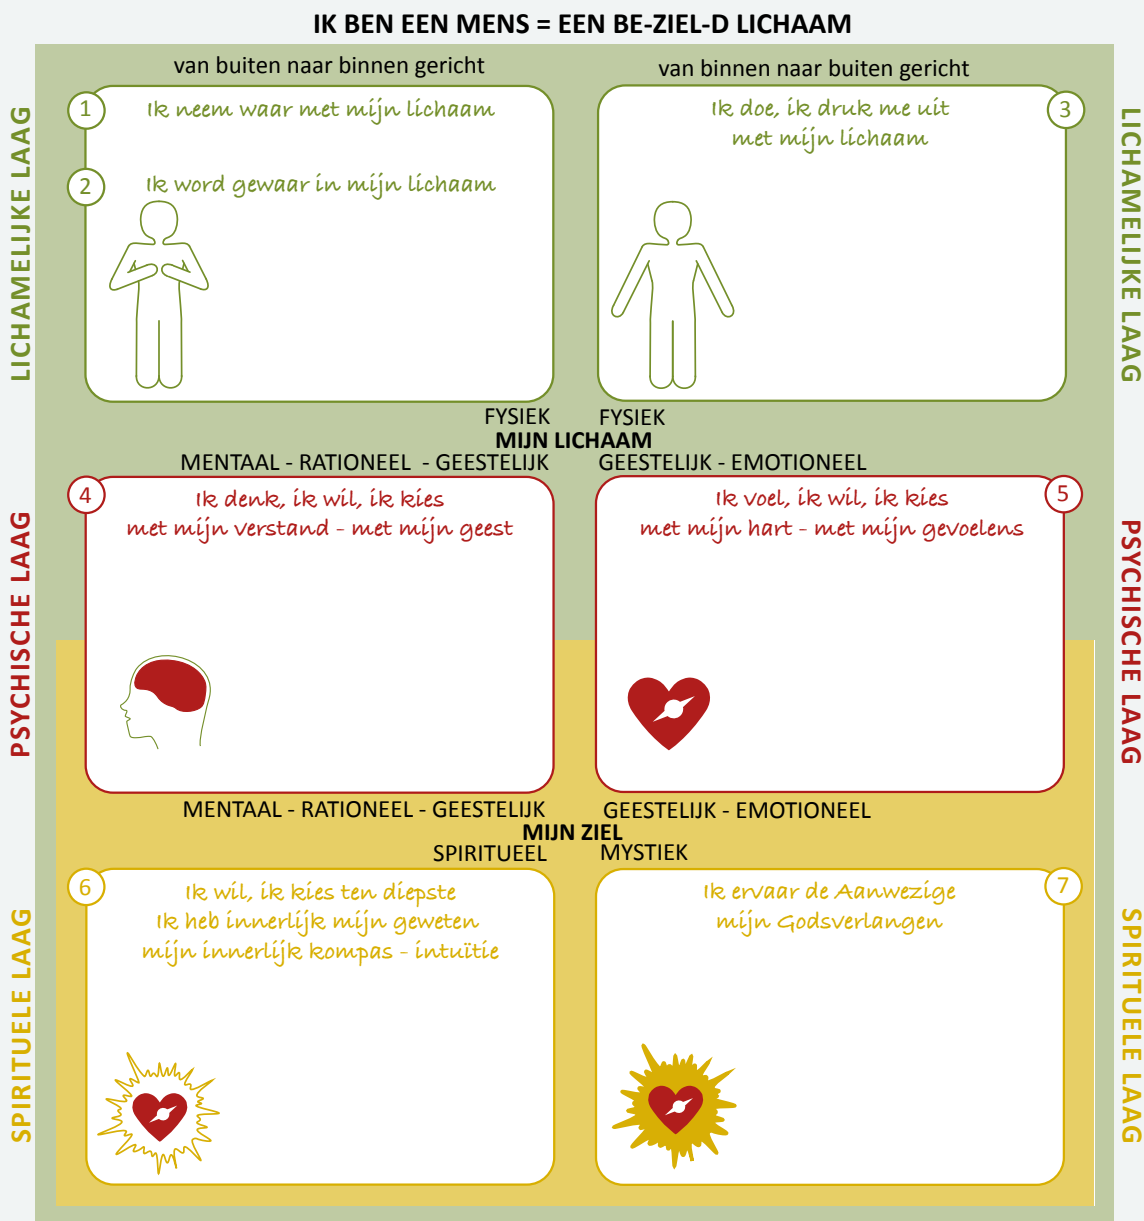 IK BEN EEN MENS = EEN BE-ZIEL-D LICHAAM
van buiten naar binnen gericht
van binnen naar buiten gericht
LICHAMELIJKE LAAG
1
Ik neem waar met mijn lichaam
2
Ik word gewaar in mijn lichaam
3
Ik doe, ik druk me uit
met mijn lichaam
LICHAMELIJKE LAAG
FYSIEK
FYSIEK
MIJN LICHAAM
MENTAAL - RATIONEEL - GEESTELIJK
GEESTELIJK - EMOTIONEEL
PSYCHISCHE LAAG
4
Ik denk, ik wil, ik kies
met mijn verstand - met mijn geest
5
Ik voel, ik wil, ik kies
met mijn hart - met mijn gevoelens
PSYCHISCHE LAAG
MENTAAL - RATIONEEL - GEESTELIJK
GEESTELIJK - EMOTIONEEL
MIJN ZIEL
SPIRITUEEL
MYSTIEK
SPIRITUELE LAAG
6
Ik wil, ik kies ten diepste
Ik heb innerlijk mijn geweten
mijn innerlijk kompas - intuïtie
7
Ik ervaar de Aanwezige
mijn Godsverlangen
SPIRITUELE LAAG